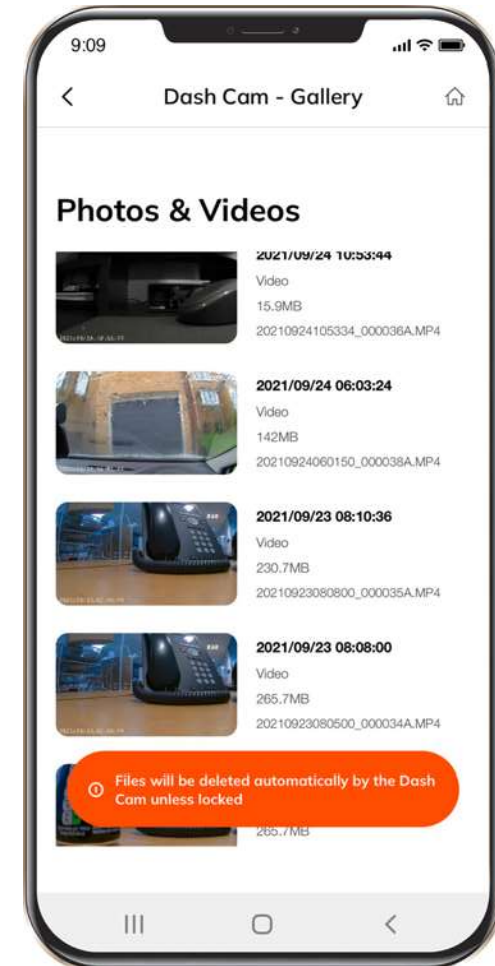 9:09
Dash Cam - Gallery
Photos & Videos
2021/09/24 10:53:44
Video
15.9MB
20210924105334_000036A.MP4
2021/09/24 06:03:24
Video
142MB
20210924060150_000038A.MP4
2021/09/23 08:10:36
Video
230.7MB
20210923080800_000035A.MP4
2021/09/23 08:08:00
Video
265.7MB
20210923080500_000034A.MP4
Files will be deleted automatically by the Dash
Cam unless locked
265.7MB